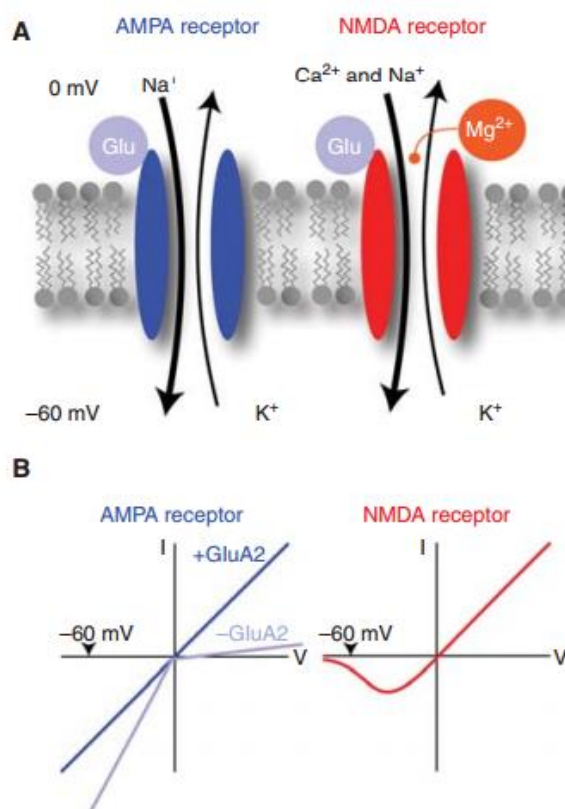 A
AMPA receptor
NMDA receptor
0 mV
Na⁺
Ca²⁺ and Na⁺
Glu
Glu
Mg²⁺
–60 mV
K⁺
K⁺
B
AMPA receptor
NMDA receptor
I
+GluA2
I
–60 mV
–GluA2
V
–60 mV
V